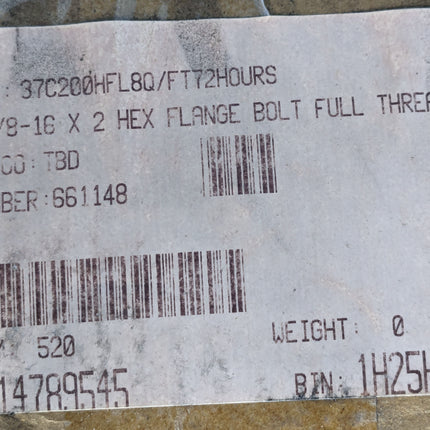 : 37C200HFL8Q/FT72HOURS
/8-16 X 2 HEX FLANGE BOLT FULL THREA
CO: TBD
BER: 661148
520
WEIGHT: 0
14789545
BIN: 1H25H